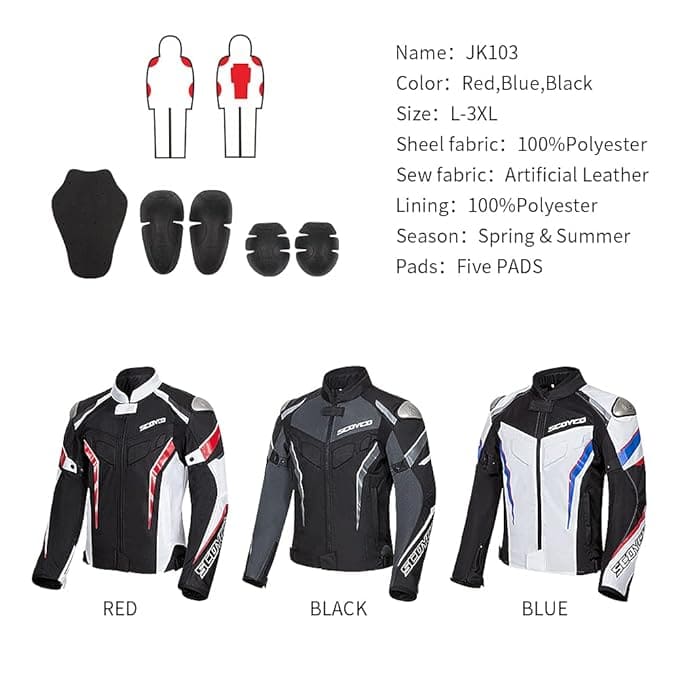 Name：JK103
Color：Red,Blue,Black
Size：L-3XL
Sheel fabric：100%Polyester
Sew fabric：Artificial Leather
Lining：100%Polyester
Season：Spring & Summer
Pads：Five PADS
SCOYCO
SCOYCO
SCOYCO
SCOYCO
SCOYCO
SCOYCO
RED
BLACK
BLUE